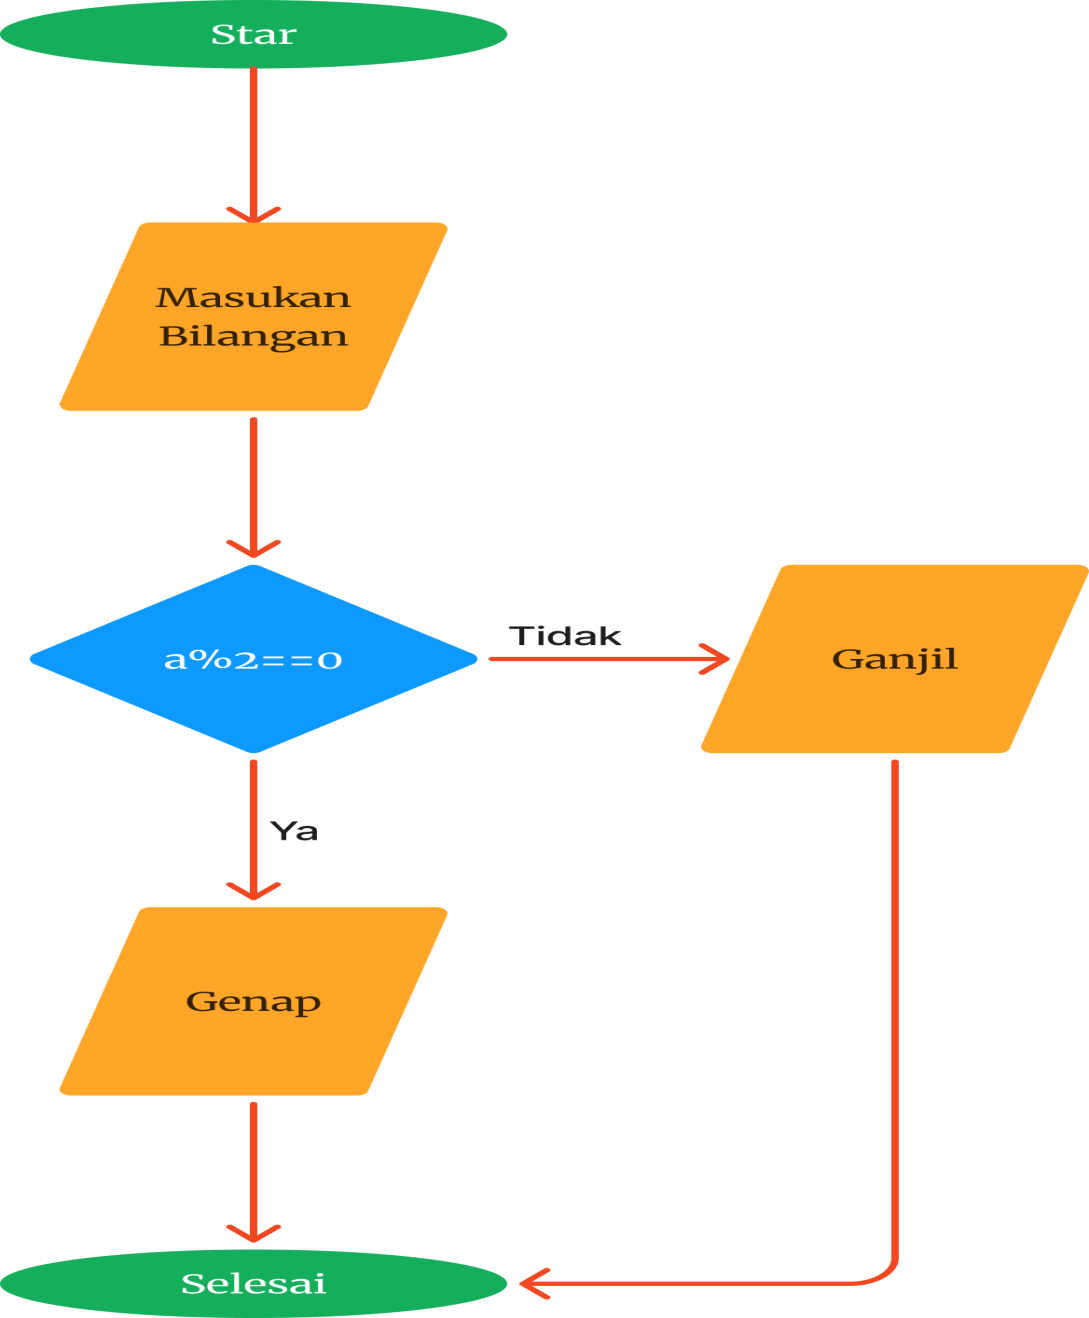 Star
Masukan
Bilangan
a%2==0
Tidak
Ganjil
Ya
Genap
Selesai